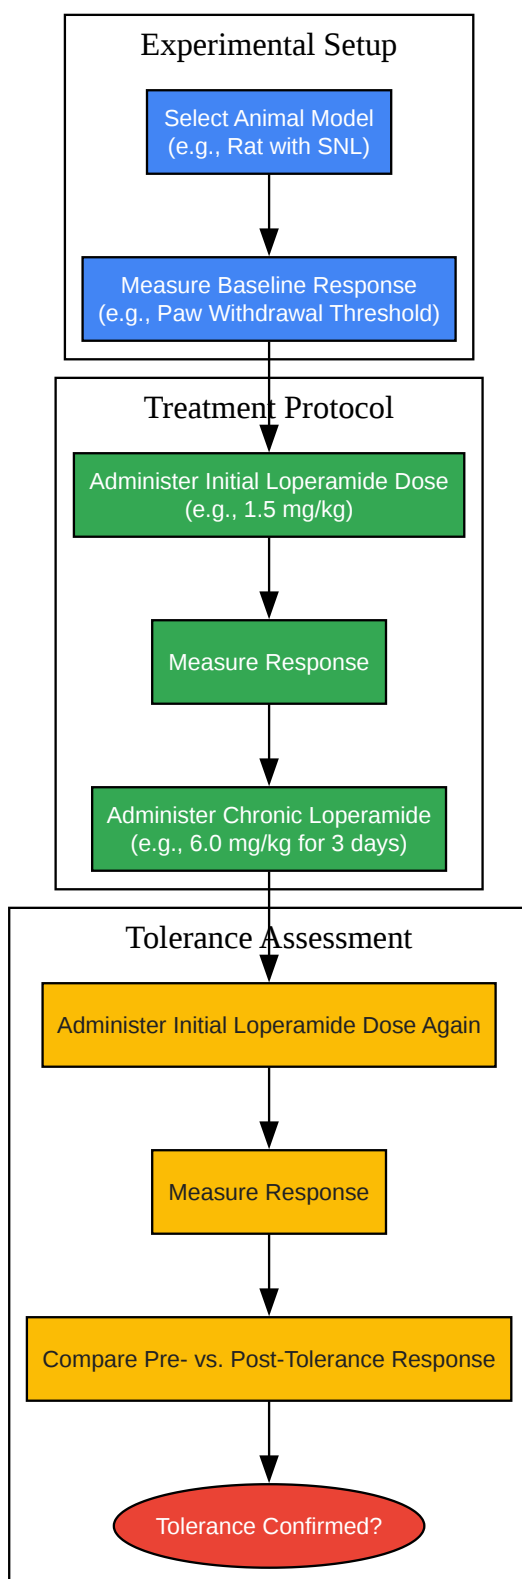 Experimental Setup
Select Animal Model
(e.g., Rat with SNL)
Measure Baseline Response
(e.g., Paw Withdrawal Threshold)
Treatment Protocol
Administer Initial Loperamide Dose
(e.g., 1.5 mg/kg)
Measure Response
Administer Chronic Loperamide
(e.g., 6.0 mg/kg for 3 days)
Tolerance Assessment
Administer Initial Loperamide Dose Again
Measure Response
Compare Pre- vs. Post-Tolerance Response
Tolerance Confirmed?